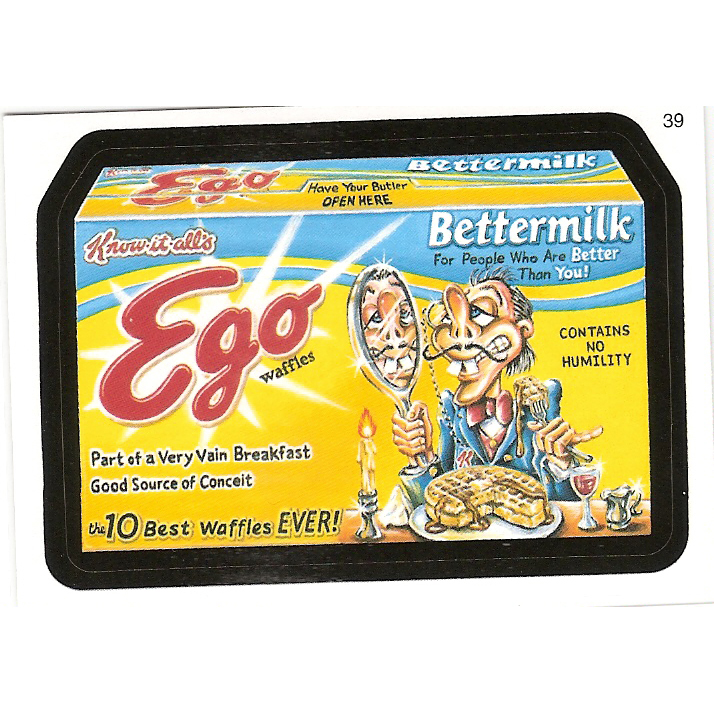 39
Ego
Bettermilk
Have Your Butler
OPEN HERE
Know-it-all's
Ego
waffles
Bettermilk
For People Who Are Better
Than You!
CONTAINS
NO
HUMILITY
Part of a Very Vain Breakfast
Good Source of Conceit
the 10 Best Waffles EVER!
K